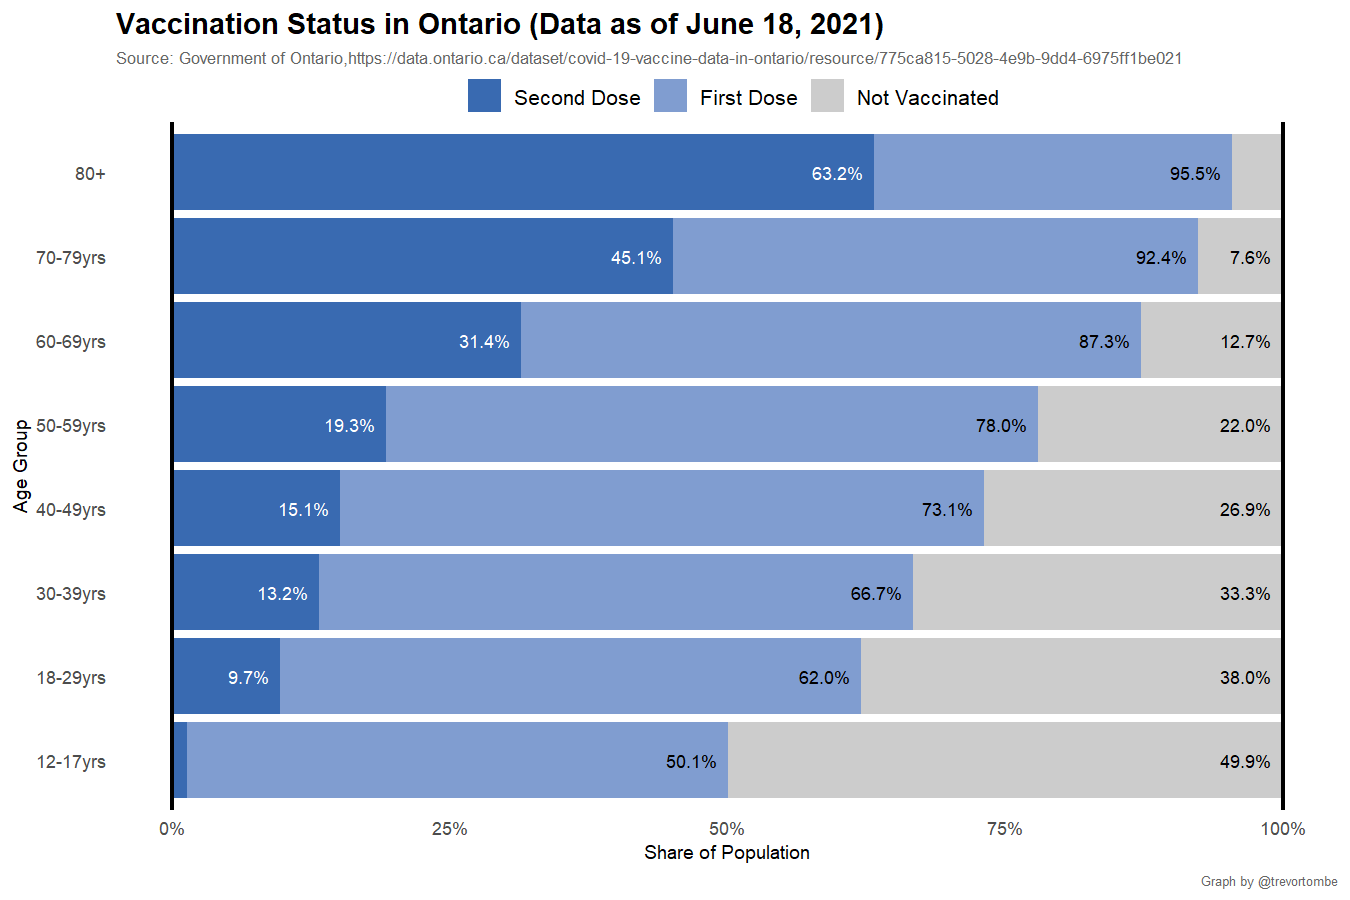 Vaccination Status in Ontario (Data as of June 18, 2021)
Source: Government of Ontario,https://data.ontario.ca/dataset/covid-19-vaccine-data-in-ontario/resource/775ca815-5028-4e9b-9dd4-6975ff1be021
Second Dose First Dose Not Vaccinated
80+ 63.2% 95.5%
70-79yrs 45.1% 92.4% 7.6%
60-69yrs 31.4% 87.3% 12.7%
50-59yrs 19.3% 78.0% 22.0%
40-49yrs 15.1% 73.1% 26.9%
30-39yrs 13.2% 66.7% 33.3%
18-29yrs 9.7% 62.0% 38.0%
12-17yrs 50.1% 49.9%
Age Group
0% 25% 50% 75% 100%
Share of Population
Graph by @trevortombe